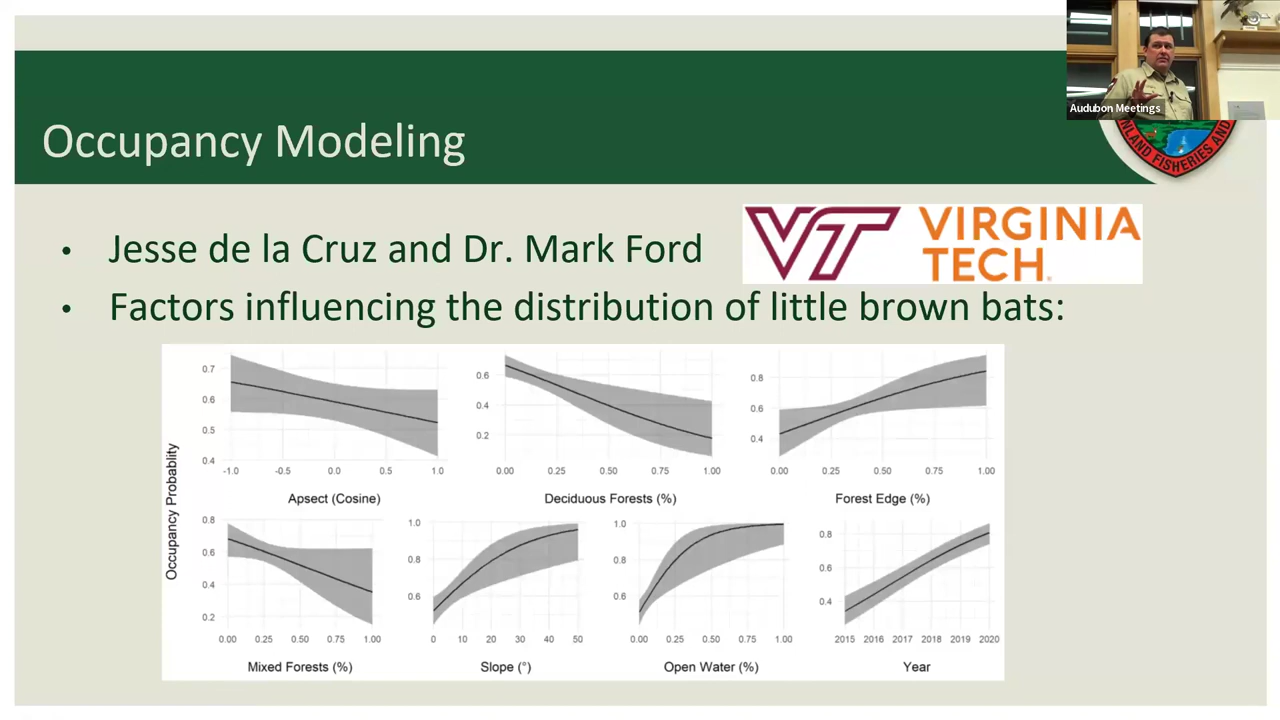 Audubon Meetings
Occupancy Modeling
INLAND FISHERIES AND
• Jesse de la Cruz and Dr. Mark Ford
VT VIRGINIA
TECH.
• Factors influencing the distribution of little brown bats:
Occupancy Probablity
0.7
0.6
0.5
0.4
-1.0 -0.5 0.0 0.5 1.0
Apsect (Cosine)
0.6
0.4
0.2
0.00 0.25 0.50 0.75 1.00
Deciduous Forests (%)
0.8
0.6
0.4
0.00 0.25 0.50 0.75 1.00
Forest Edge (%)
0.8
0.6
0.4
0.2
0.00 0.25 0.50 0.75 1.00
Mixed Forests (%)
1.0
0.8
0.6
0 10 20 30 40 50
Slope (°)
1.0
0.8
0.6
0.00 0.25 0.50 0.75 1.00
Open Water (%)
0.8
0.6
0.4
2015 2016 2017 2018 2019 2020
Year